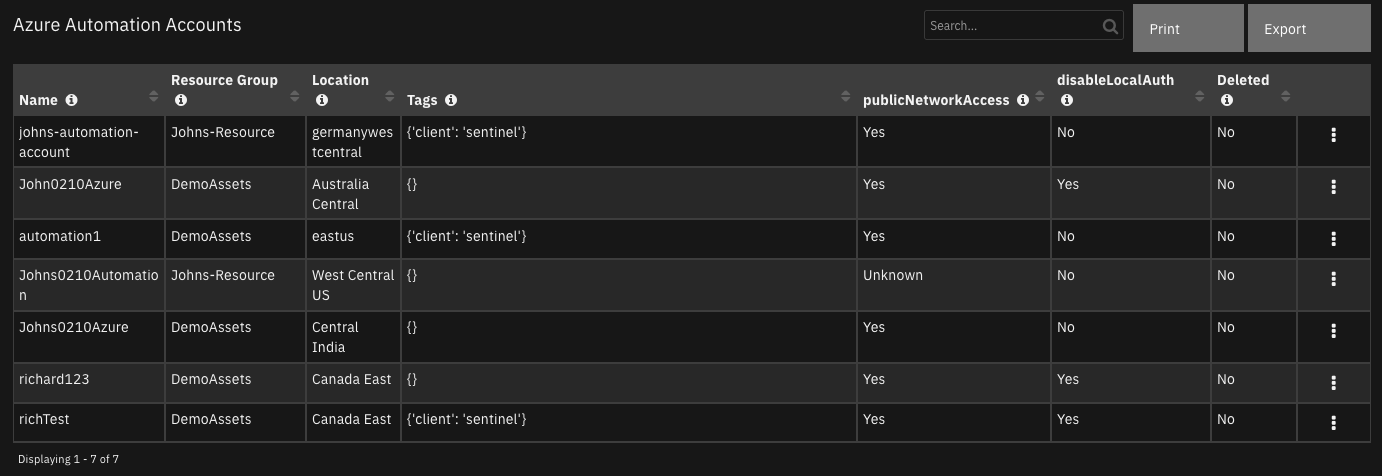 Azure Automation Accounts
Search...
Print
Export
Name
Resource Group
Location
Tags
publicNetworkAccess
disableLocalAuth
Deleted
johns-automation-
account
Johns-Resource
germanywes
tcentral
{'client': 'sentinel'}
Yes
No
No
John0210Azure
DemoAssets
Australia
Central
{}
Yes
Yes
No
automation1
DemoAssets
eastus
{'client': 'sentinel'}
Yes
No
No
Johns0210Automatio
n
Johns-Resource
West Central
US
{}
Unknown
No
No
Johns0210Azure
DemoAssets
Central
India
{}
Yes
No
No
richard123
DemoAssets
Canada East
{}
Yes
Yes
No
richTest
DemoAssets
Canada East
{'client': 'sentinel'}
Yes
Yes
No
Displaying 1 - 7 of 7